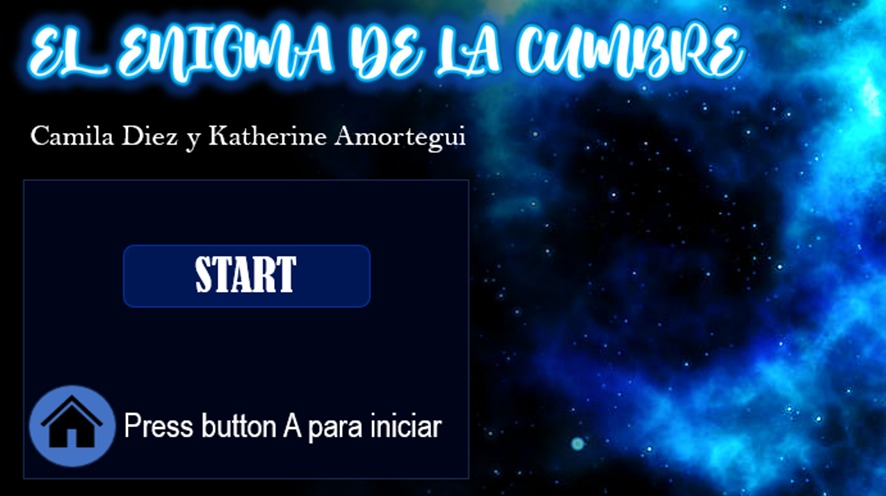 EL ENIGMA DE LA CUMBRE
Camila Diez y Katherine Amortegui
START
Press button A para iniciar